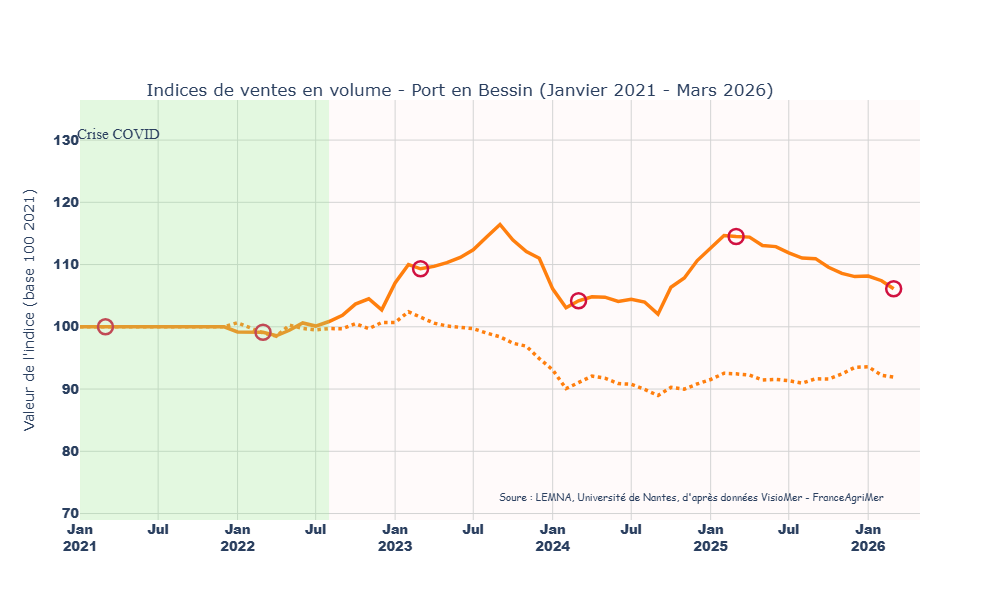 Indices de ventes en volume - Port en Bessin (Janvier 2021 - Mars 2026)
Crise COVID
Valeur de l'indice (base 100 2021)
130
120
110
100
90
80
70
Soure : LEMNA, Université de Nantes, d'après données VisioMer - FranceAgriMer
Jan Jul Jan Jul Jan Jul Jan Jul Jan Jul Jan
2021 2022 2023 2024 2025 2026